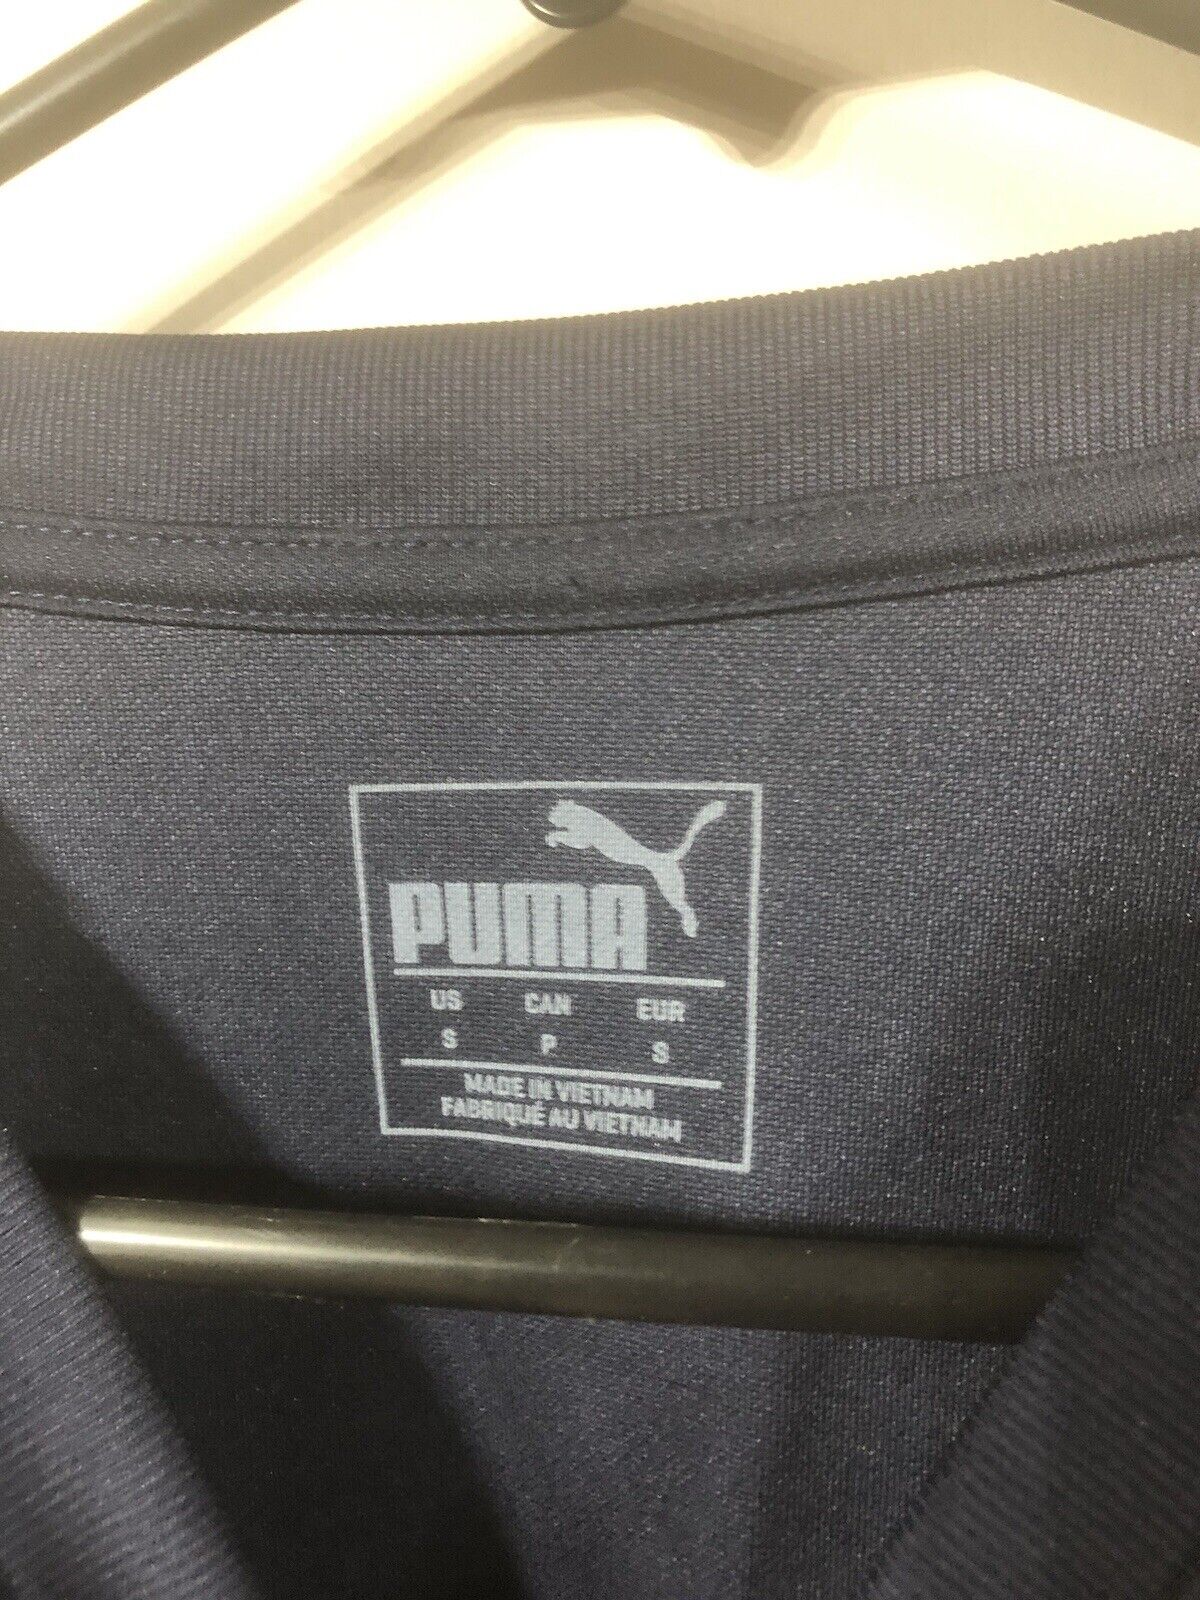 PUMA
US CAN EUR
S P S
MADE IN VIETNAM
FABRIQUÉ AU VIETNAM